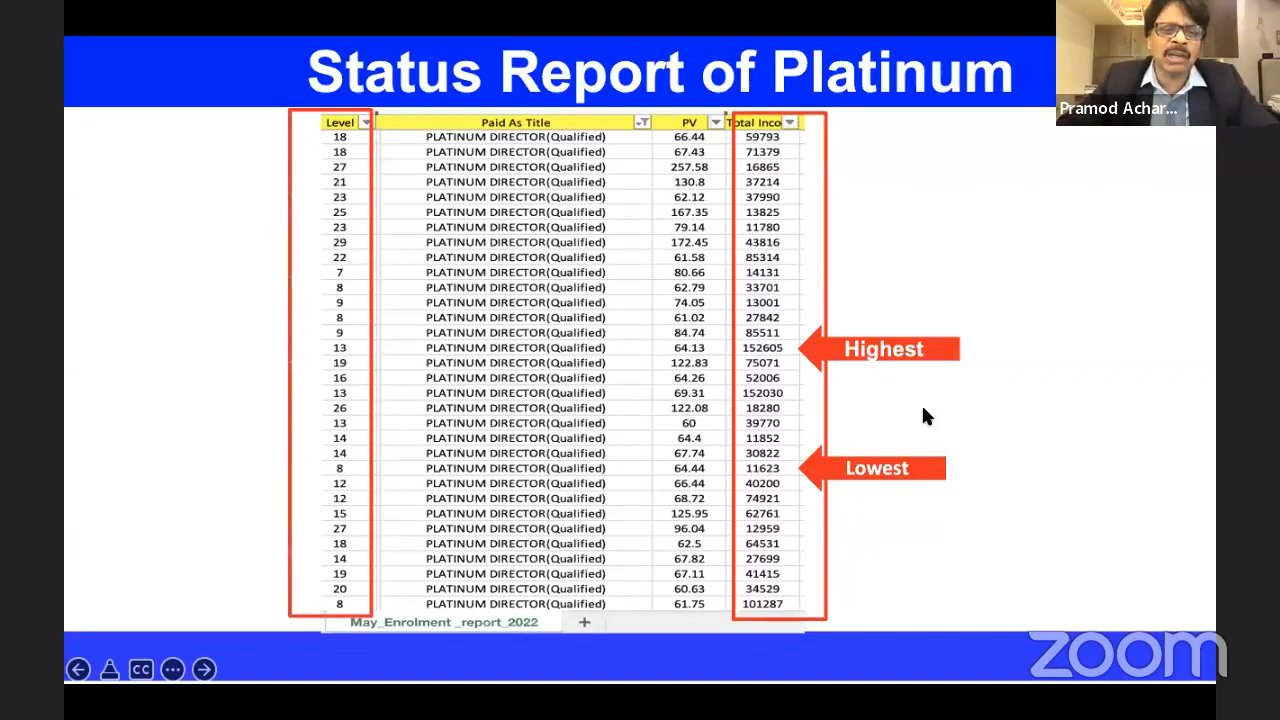 Status Report of Platinum
Pramod Achar...
Level Paid As Title PV Total Inco
18 PLATINUM DIRECTOR(Qualified) 66.44 59793
18 PLATINUM DIRECTOR(Qualified) 67.43 71379
27 PLATINUM DIRECTOR(Qualified) 257.58 16865
21 PLATINUM DIRECTOR(Qualified) 130.8 37214
23 PLATINUM DIRECTOR(Qualified) 62.12 37990
25 PLATINUM DIRECTOR(Qualified) 167.35 13825
23 PLATINUM DIRECTOR(Qualified) 79.14 11780
29 PLATINUM DIRECTOR(Qualified) 172.45 43816
22 PLATINUM DIRECTOR(Qualified) 61.58 85314
7 PLATINUM DIRECTOR(Qualified) 80.66 14131
8 PLATINUM DIRECTOR(Qualified) 62.79 33701
9 PLATINUM DIRECTOR(Qualified) 74.05 13001
8 PLATINUM DIRECTOR(Qualified) 61.02 27842
9 PLATINUM DIRECTOR(Qualified) 84.74 85511
13 PLATINUM DIRECTOR(Qualified) 64.13 152605 Highest
19 PLATINUM DIRECTOR(Qualified) 122.83 75071
16 PLATINUM DIRECTOR(Qualified) 64.26 52006
13 PLATINUM DIRECTOR(Qualified) 69.31 152030
26 PLATINUM DIRECTOR(Qualified) 122.08 18280
13 PLATINUM DIRECTOR(Qualified) 60 39770
14 PLATINUM DIRECTOR(Qualified) 64.4 11852
14 PLATINUM DIRECTOR(Qualified) 67.74 30822
8 PLATINUM DIRECTOR(Qualified) 64.44 11623 Lowest
12 PLATINUM DIRECTOR(Qualified) 66.44 40200
12 PLATINUM DIRECTOR(Qualified) 68.72 74921
15 PLATINUM DIRECTOR(Qualified) 125.95 62761
27 PLATINUM DIRECTOR(Qualified) 96.04 12959
18 PLATINUM DIRECTOR(Qualified) 62.5 64531
14 PLATINUM DIRECTOR(Qualified) 67.82 27699
19 PLATINUM DIRECTOR(Qualified) 67.11 41415
20 PLATINUM DIRECTOR(Qualified) 60.63 34529
8 PLATINUM DIRECTOR(Qualified) 61.75 101287
May_Enrolment _report_2022 +
CC
zoom